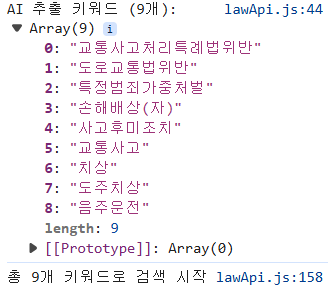 AI 추출 키워드 (9개): lawApi.js:44
▼ Array(9) i
0: "교통사고처리특례법위반"
1: "도로교통법위반"
2: "특정범죄가중처벌"
3: "손해배상(자)"
4: "사고후미조치"
5: "교통사고"
6: "치상"
7: "도주치상"
8: "음주운전"
length: 9
▶ [[Prototype]]: Array(0)
총 9개 키워드로 검색 시작 lawApi.js:158